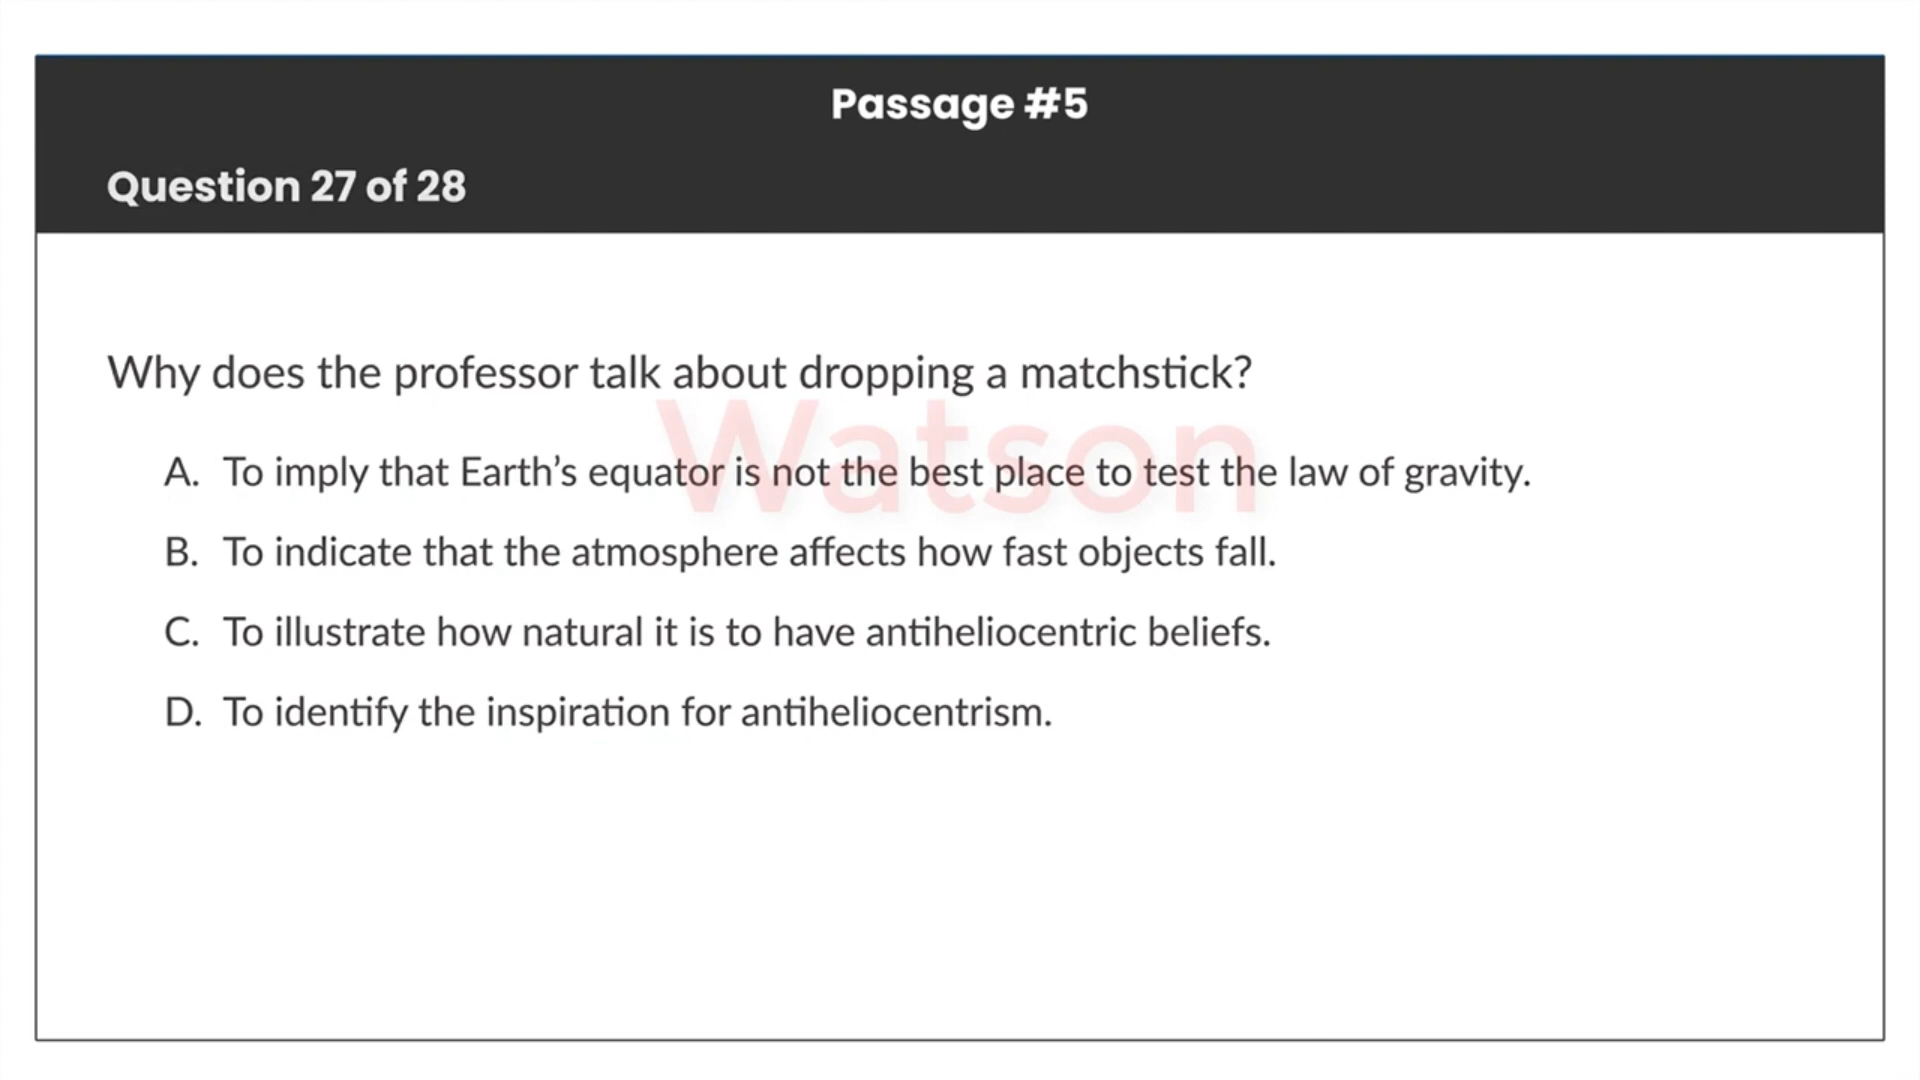 Passage #5
Question 27 of 28
Why does the professor talk about dropping a matchstick?
Watson
A. To imply that Earth’s equator is not the best place to test the law of gravity.
B. To indicate that the atmosphere affects how fast objects fall.
C. To illustrate how natural it is to have antiheliocentric beliefs.
D. To identify the inspiration for antiheliocentrism.